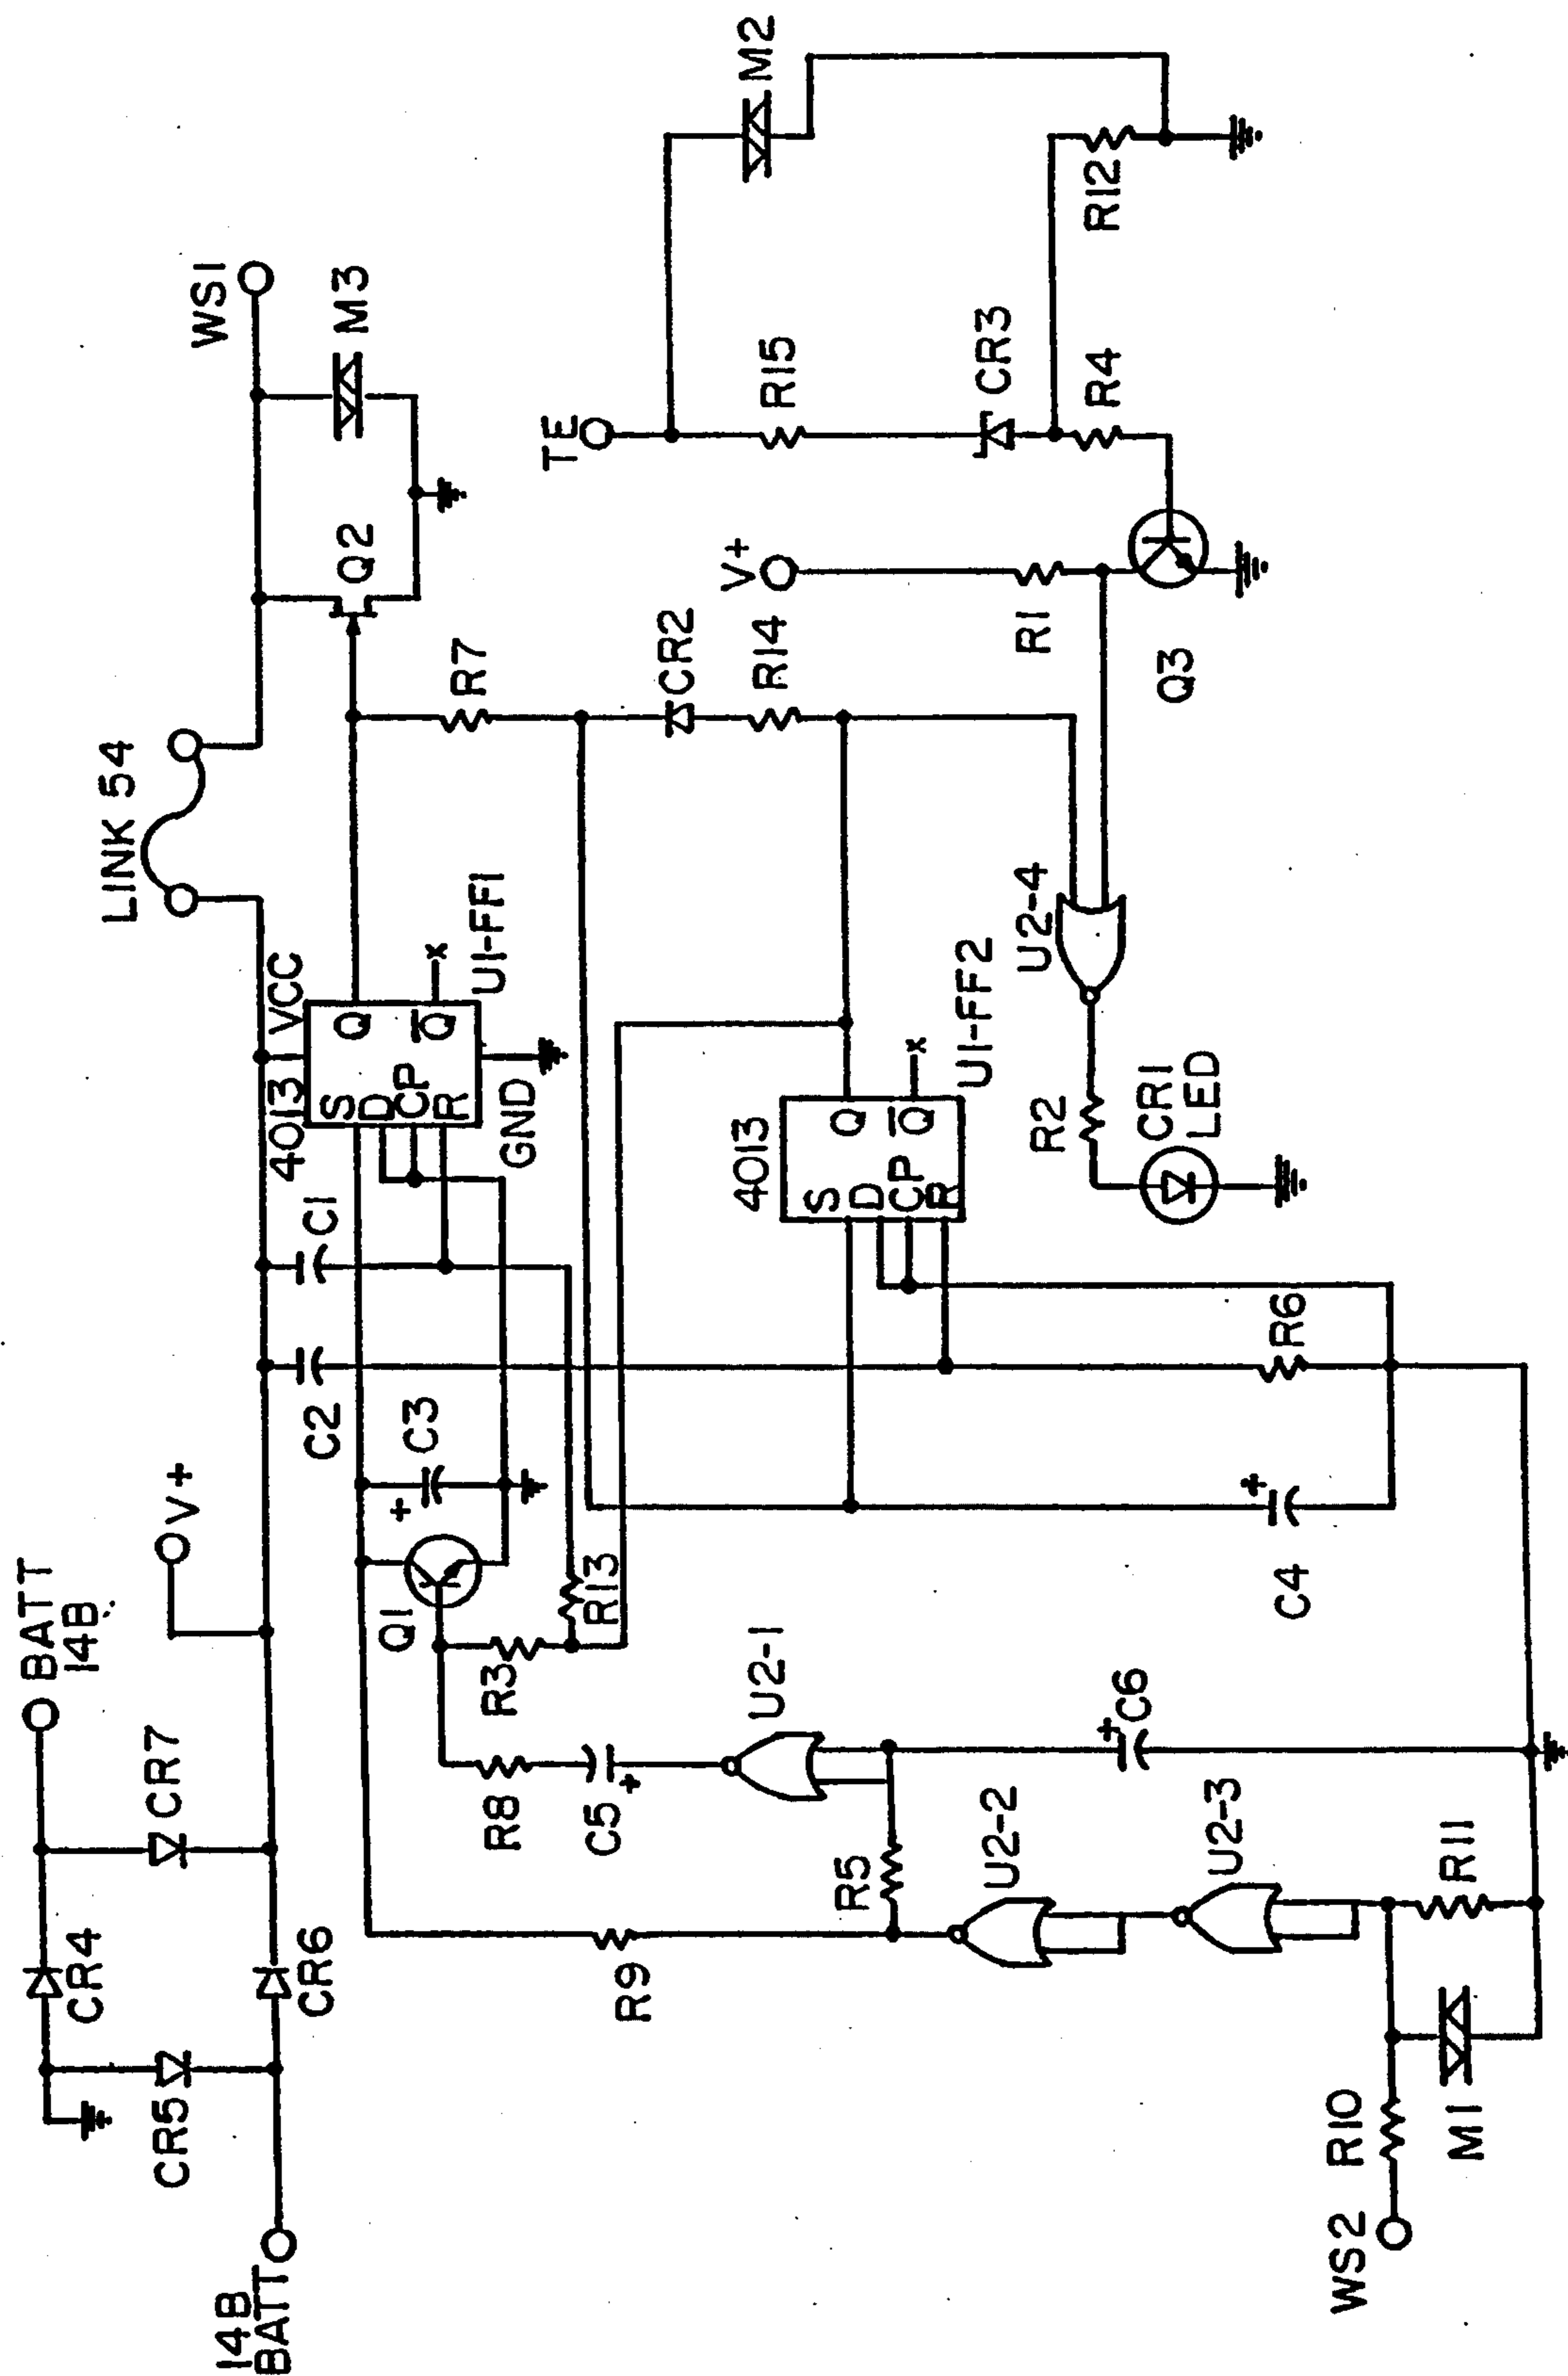 LINK 54
WS1
M3
Q2
4013 VCC
S
D
CP
R
Q
Q̅
x
U1-FF1
GND
R7
CR2
R14
TE
R15
CR3
R4
R12
M2
V+
R1
Q3
C1
C2
C3
+
Q1
R3
R13
V+
BATT
14B
CR7
CR4
CR6
CR5
14B
BATT
R8
C5
+
U2-1
4013
S
D
CP
R
Q
Q̅
x
U1-FF2
U2-4
R2
CR1
LED
R6
C4
+
C6
+
R5
R9
U2-2
U2-3
R11
M1
R10
WS2